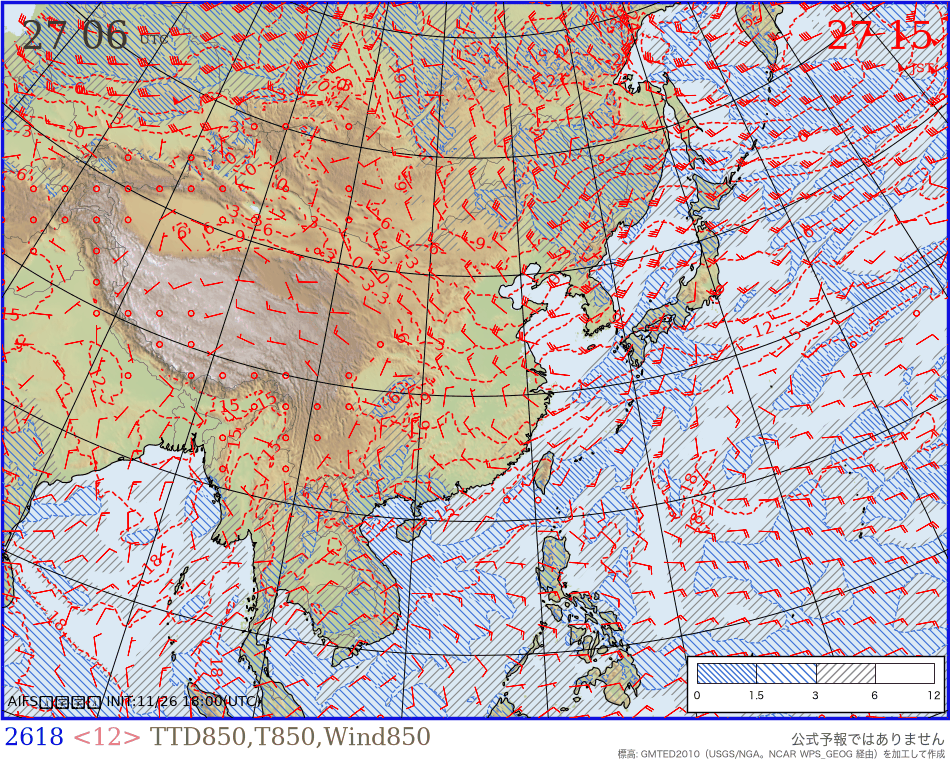 27 06 UTC
27 15 JST
0 1.5 3 6 12
AIFS□□□□/INIT:11/26 18:00(UTC)
2618 <12> TTD850,T850,Wind850
公式予報ではありません
標高: GMTED2010（USGS/NGA。NCAR WPS_GEOG 経由）を加工して作成